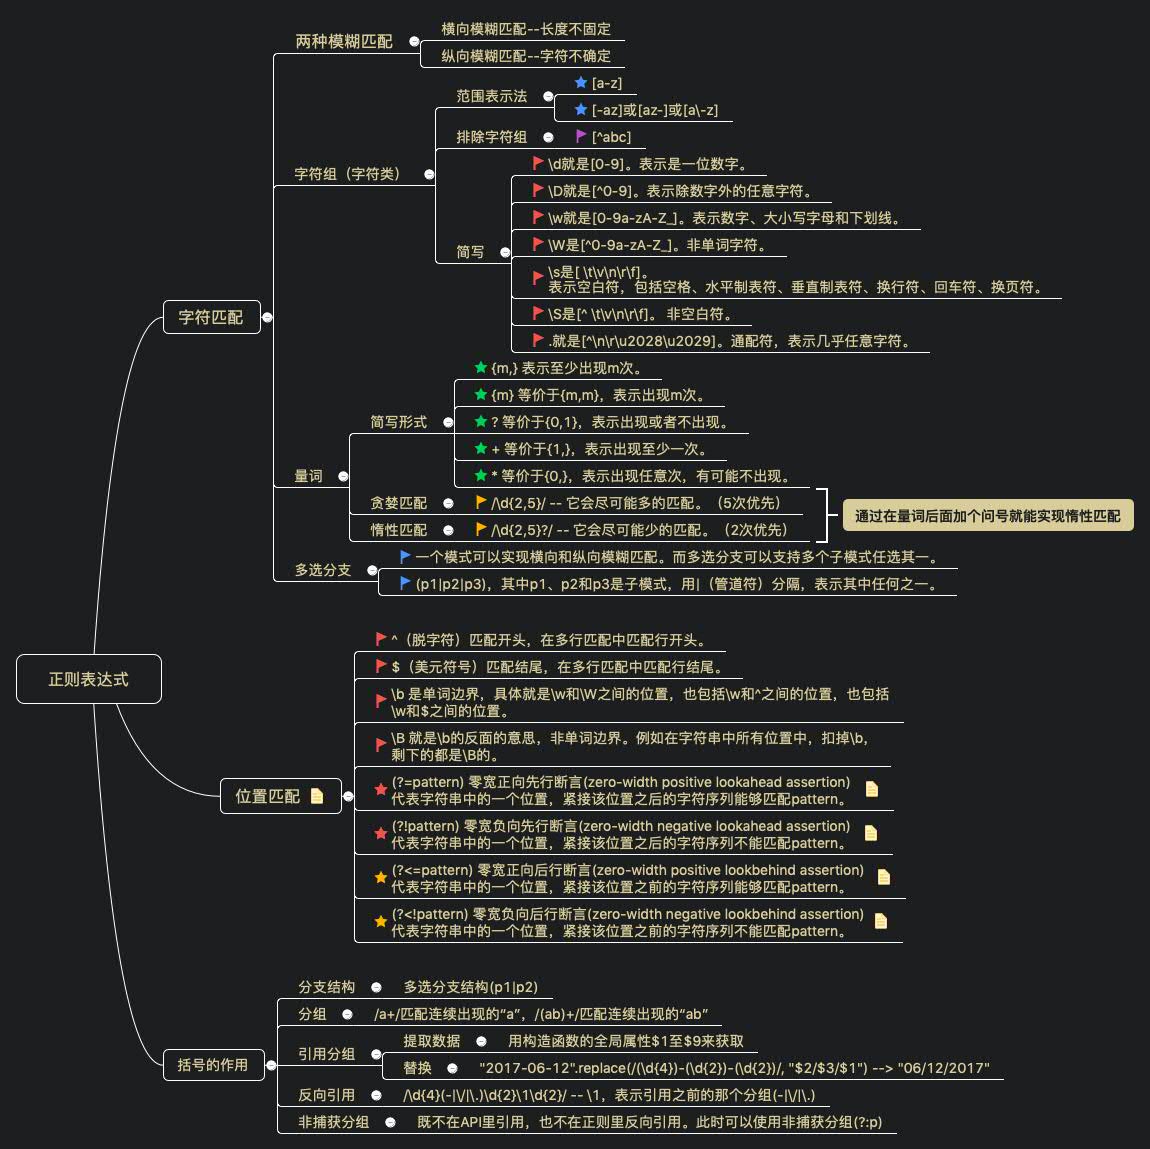 正则表达式
字符匹配
两种模糊匹配
横向模糊匹配--长度不固定
纵向模糊匹配--字符不确定
字符组（字符类）
范围表示法
[a-z]
[-az]或[az-]或[a\-z]
排除字符组
[^abc]
简写
\d就是[0-9]。表示是一位数字。
\D就是[^0-9]。表示除数字外的任意字符。
\w就是[0-9a-zA-Z_]。表示数字、大小写字母和下划线。
\W是[^0-9a-zA-Z_]。非单词字符。
\s是[ \t\v\n\r\f]。
表示空白符，包括空格、水平制表符、垂直制表符、换行符、回车符、换页符。
\S是[^ \t\v\n\r\f]。 非空白符。
.就是[^\n\r\u2028\u2029]。通配符，表示几乎任意字符。
量词
简写形式
{m,} 表示至少出现m次。
{m} 等价于{m,m}，表示出现m次。
? 等价于{0,1}，表示出现或者不出现。
+ 等价于{1,}，表示出现至少一次。
* 等价于{0,}，表示出现任意次，有可能不出现。
贪婪匹配
/\d{2,5}/ -- 它会尽可能多的匹配。（5次优先）
惰性匹配
/\d{2,5}?/ -- 它会尽可能少的匹配。（2次优先）
通过在量词后面加个问号就能实现惰性匹配
多选分支
一个模式可以实现横向和纵向模糊匹配。而多选分支可以支持多个子模式任选其一。
(p1|p2|p3)，其中p1、p2和p3是子模式，用|（管道符）分隔，表示其中任何之一。
位置匹配
^（脱字符）匹配开头，在多行匹配中匹配行开头。
$（美元符号）匹配结尾，在多行匹配中匹配行结尾。
\b 是单词边界，具体就是\w和\W之间的位置，也包括\w和^之间的位置，也包括
\w和$之间的位置。
\B 就是\b的反面的意思，非单词边界。例如在字符串中所有位置中，扣掉\b，
剩下的都是\B的。
(?=pattern) 零宽正向先行断言(zero-width positive lookahead assertion)
代表字符串中的一个位置，紧接该位置之后的字符序列能够匹配pattern。
(?!pattern) 零宽负向先行断言(zero-width negative lookahead assertion)
代表字符串中的一个位置，紧接该位置之后的字符序列不能匹配pattern。
(?<=pattern) 零宽正向后行断言(zero-width positive lookbehind assertion)
代表字符串中的一个位置，紧接该位置之前的字符序列能够匹配pattern。
(?<!pattern) 零宽负向后行断言(zero-width negative lookbehind assertion)
代表字符串中的一个位置，紧接该位置之前的字符序列不能匹配pattern。
括号的作用
分支结构
多选分支结构(p1|p2)
分组
/a+/匹配连续出现的“a”，/(ab)+/匹配连续出现的“ab”
引用分组
提取数据
用构造函数的全局属性$1至$9来获取
替换
"2017-06-12".replace(/(\d{4})-(\d{2})-(\d{2})/, "$2/$3/$1") --> "06/12/2017"
反向引用
/\d{4}(-|\/|\.)\d{2}\1\d{2}/ -- \1，表示引用之前的那个分组(-|\/|\.)
非捕获分组
既不在API里引用，也不在正则里反向引用。此时可以使用非捕获分组(?:p)